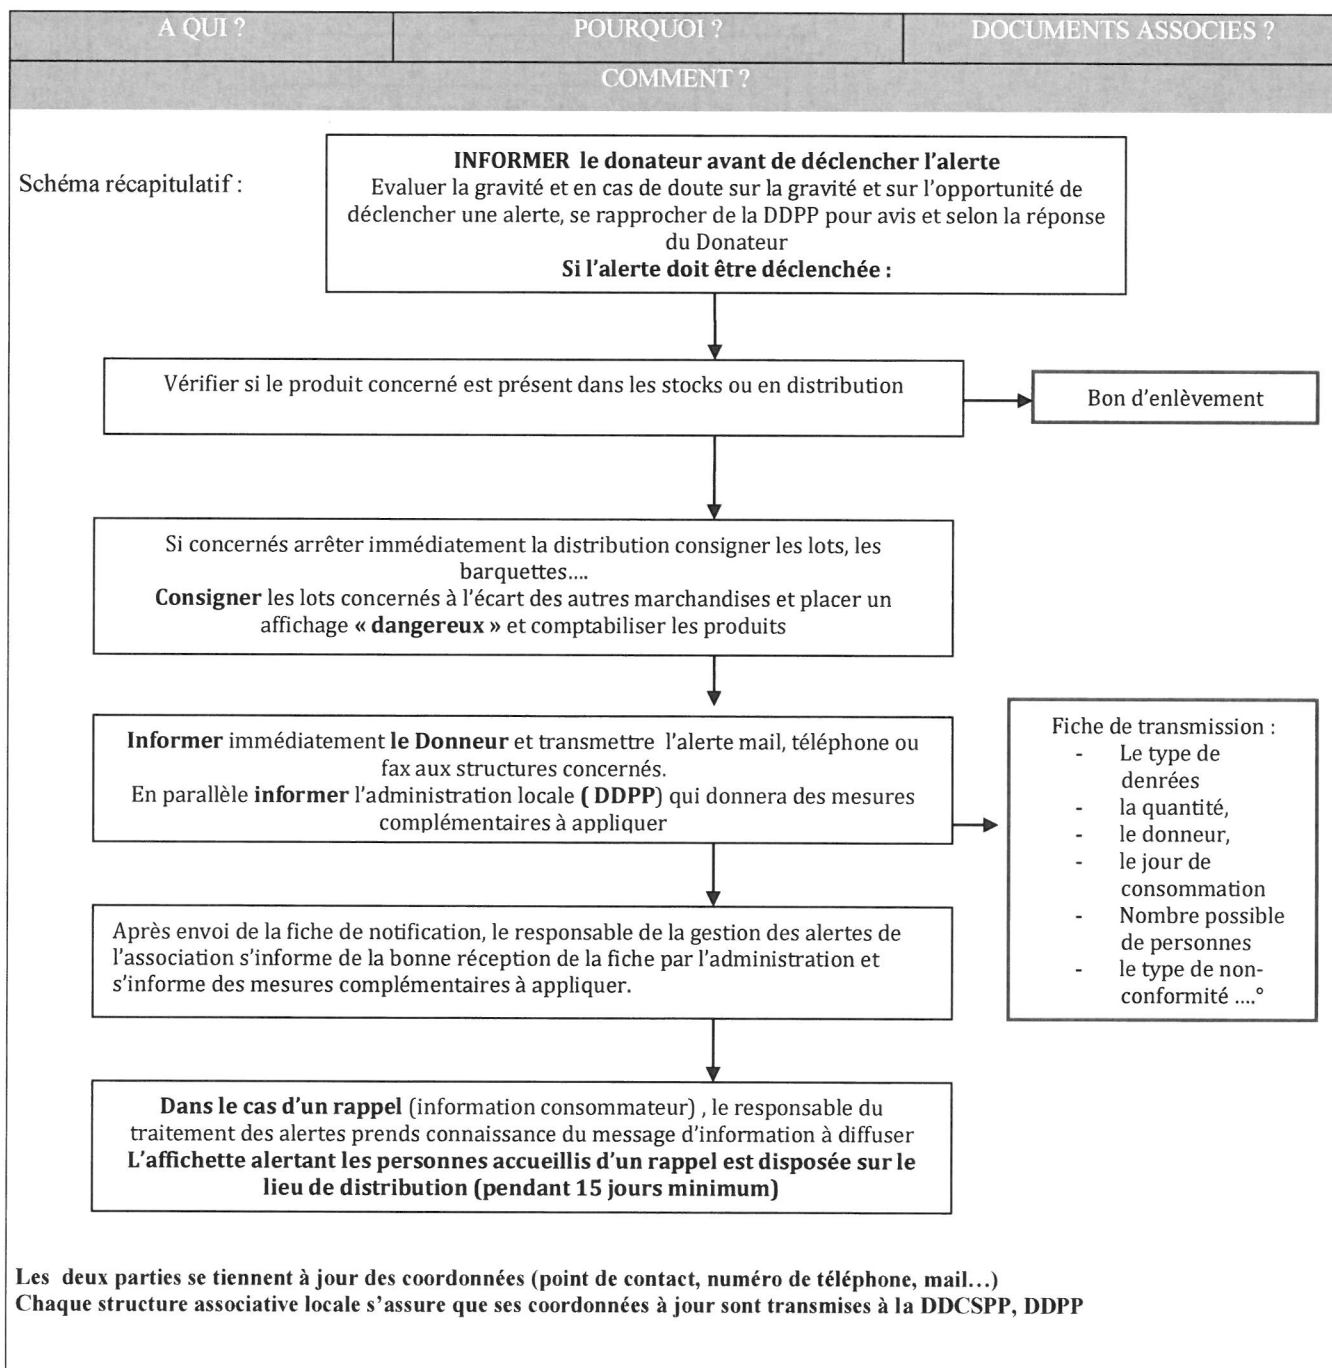 A QUI ?
POURQUOI ?
DOCUMENTS ASSOCIES ?
COMMENT ?
Schéma récapitulatif :
INFORMER le donateur avant de déclencher l'alerte
Evaluer la gravité et en cas de doute sur la gravité et sur l'opportunité de
déclencher une alerte, se rapprocher de la DDPP pour avis et selon la réponse
du Donateur
Si l'alerte doit être déclenchée :
Vérifier si le produit concerné est présent dans les stocks ou en distribution
Bon d'enlèvement
Si concernés arrêter immédiatement la distribution consigner les lots, les
barquettes....
Consigner les lots concernés à l'écart des autres marchandises et placer un
affichage « dangereux » et comptabiliser les produits
Informer immédiatement le Donneur et transmettre l'alerte mail, téléphone ou
fax aux structures concernés.
En parallèle informer l'administration locale ( DDPP) qui donnera des mesures
complémentaires à appliquer
Fiche de transmission :
- Le type de
denrées
- la quantité,
- le donneur,
- le jour de
consommation
- Nombre possible
de personnes
- le type de non-
conformité ....°
Après envoi de la fiche de notification, le responsable de la gestion des alertes de
l'association s'informe de la bonne réception de la fiche par l'administration et
s'informe des mesures complémentaires à appliquer.
Dans le cas d'un rappel (information consommateur) , le responsable du
traitement des alertes prends connaissance du message d'information à diffuser
L'affichette alertant les personnes accueillis d'un rappel est disposée sur le
lieu de distribution (pendant 15 jours minimum)
Les deux parties se tiennent à jour des coordonnées (point de contact, numéro de téléphone, mail...)
Chaque structure associative locale s'assure que ses coordonnées à jour sont transmises à la DDCSPP, DDPP